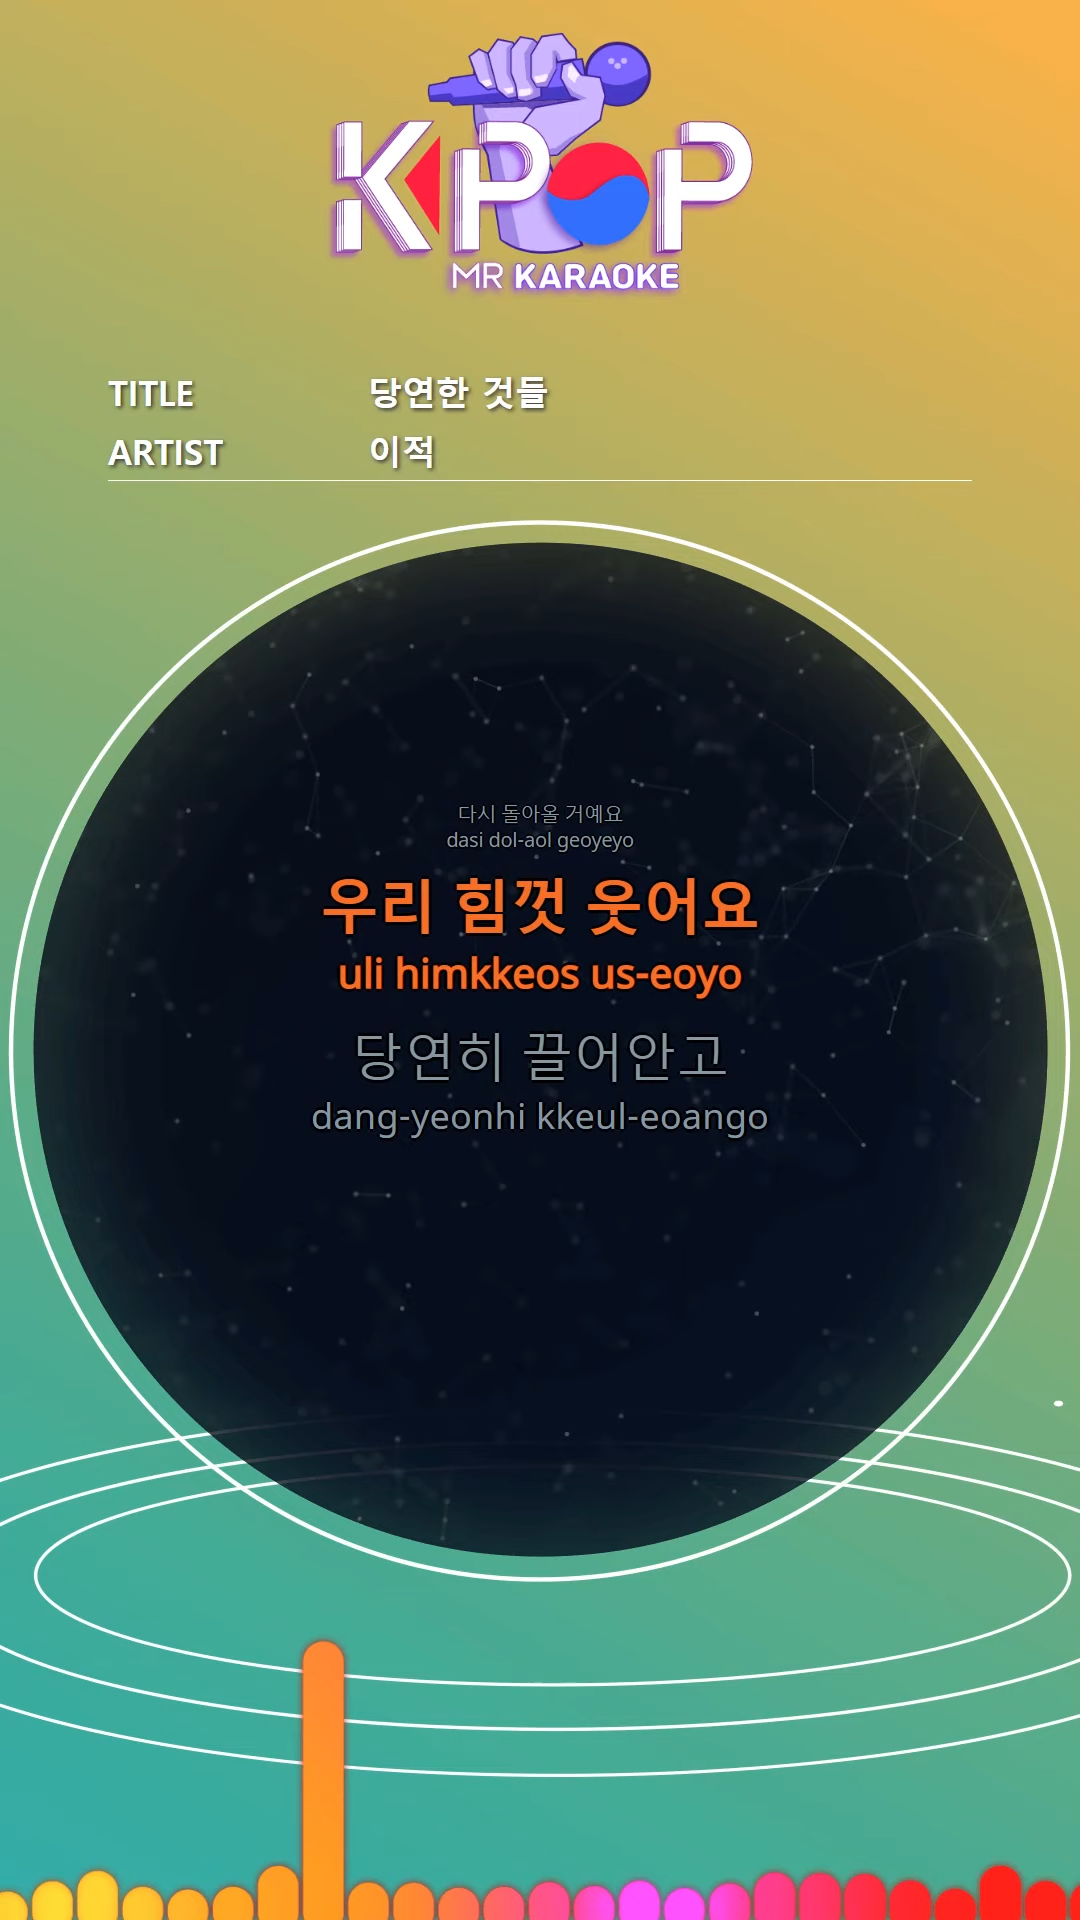 KPOP
MR KARAOKE
TITLE 당연한 것들
ARTIST 이적
다시 돌아올 거예요
dasi dol-aol geoyeyo
우리 힘껏 웃어요
uli himkkeos us-eoyo
당연히 끌어안고
dang-yeonhi kkeul-eoango